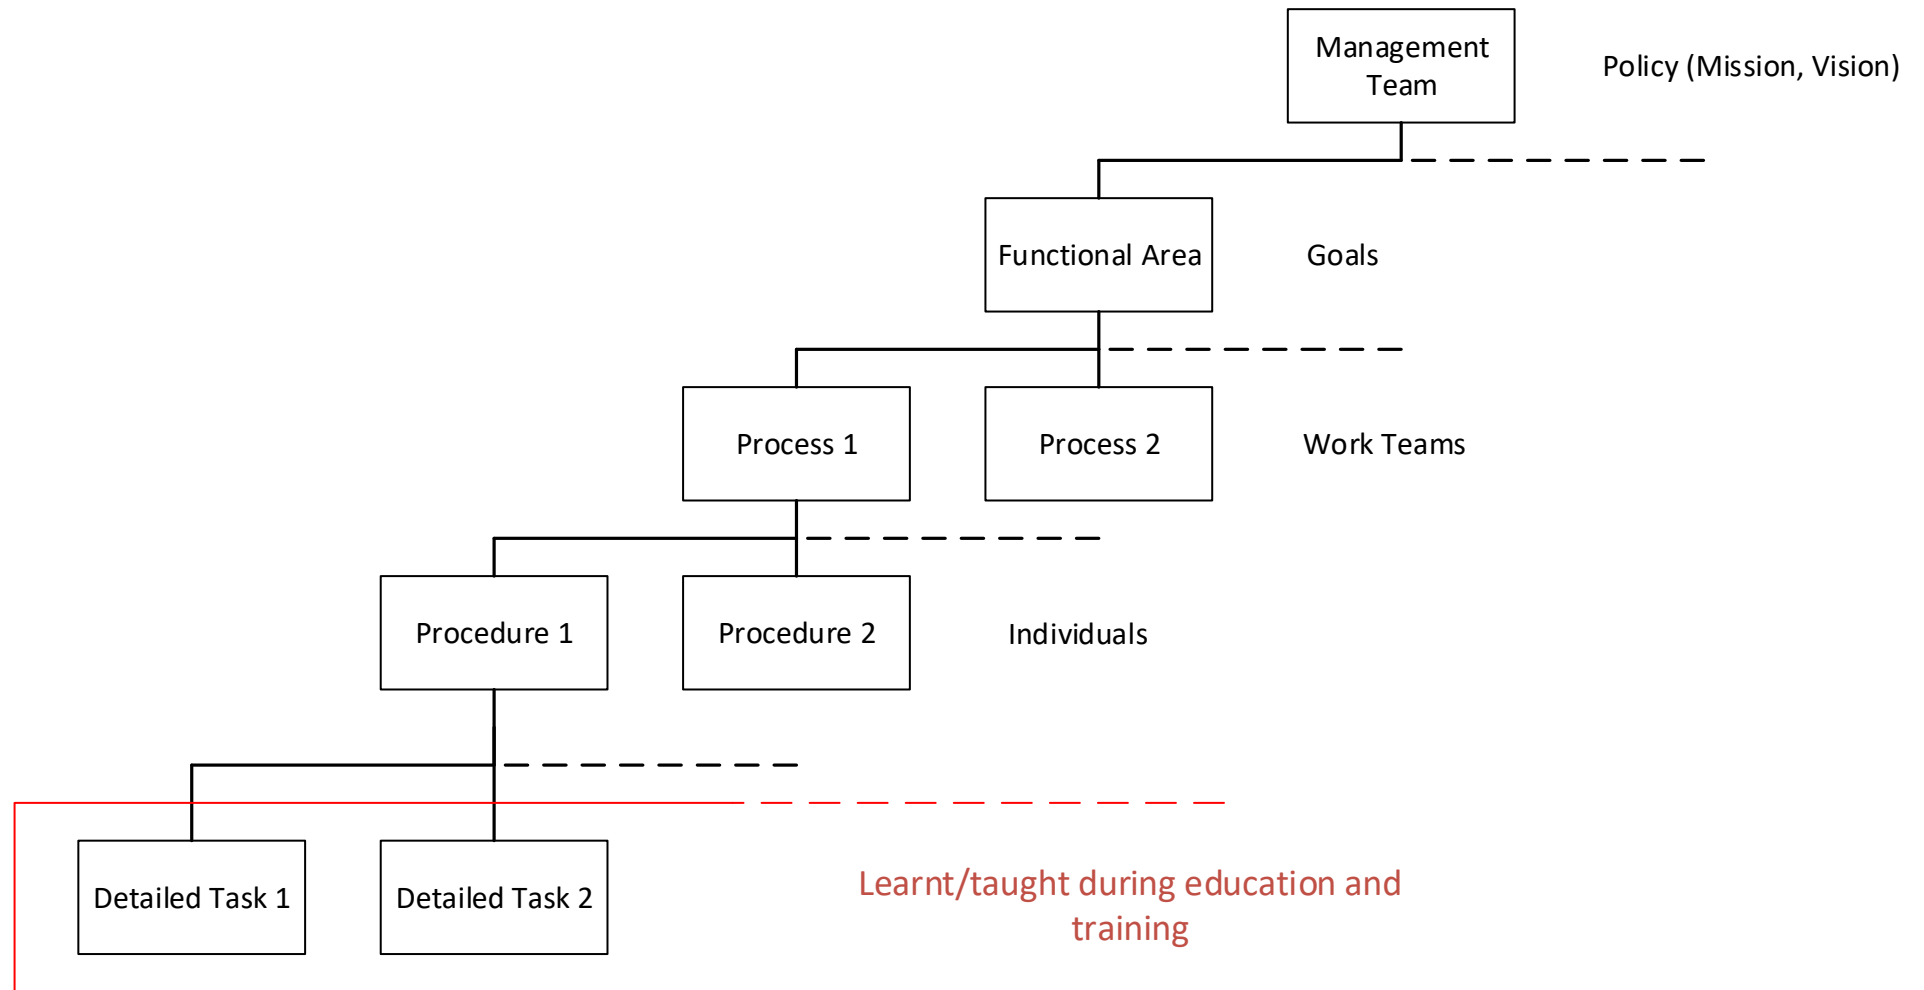 Management
Team
Policy (Mission, Vision)
Functional Area
Goals
Process 1
Process 2
Work Teams
Procedure 1
Procedure 2
Individuals
Detailed Task 1
Detailed Task 2
Learnt/taught during education and
training